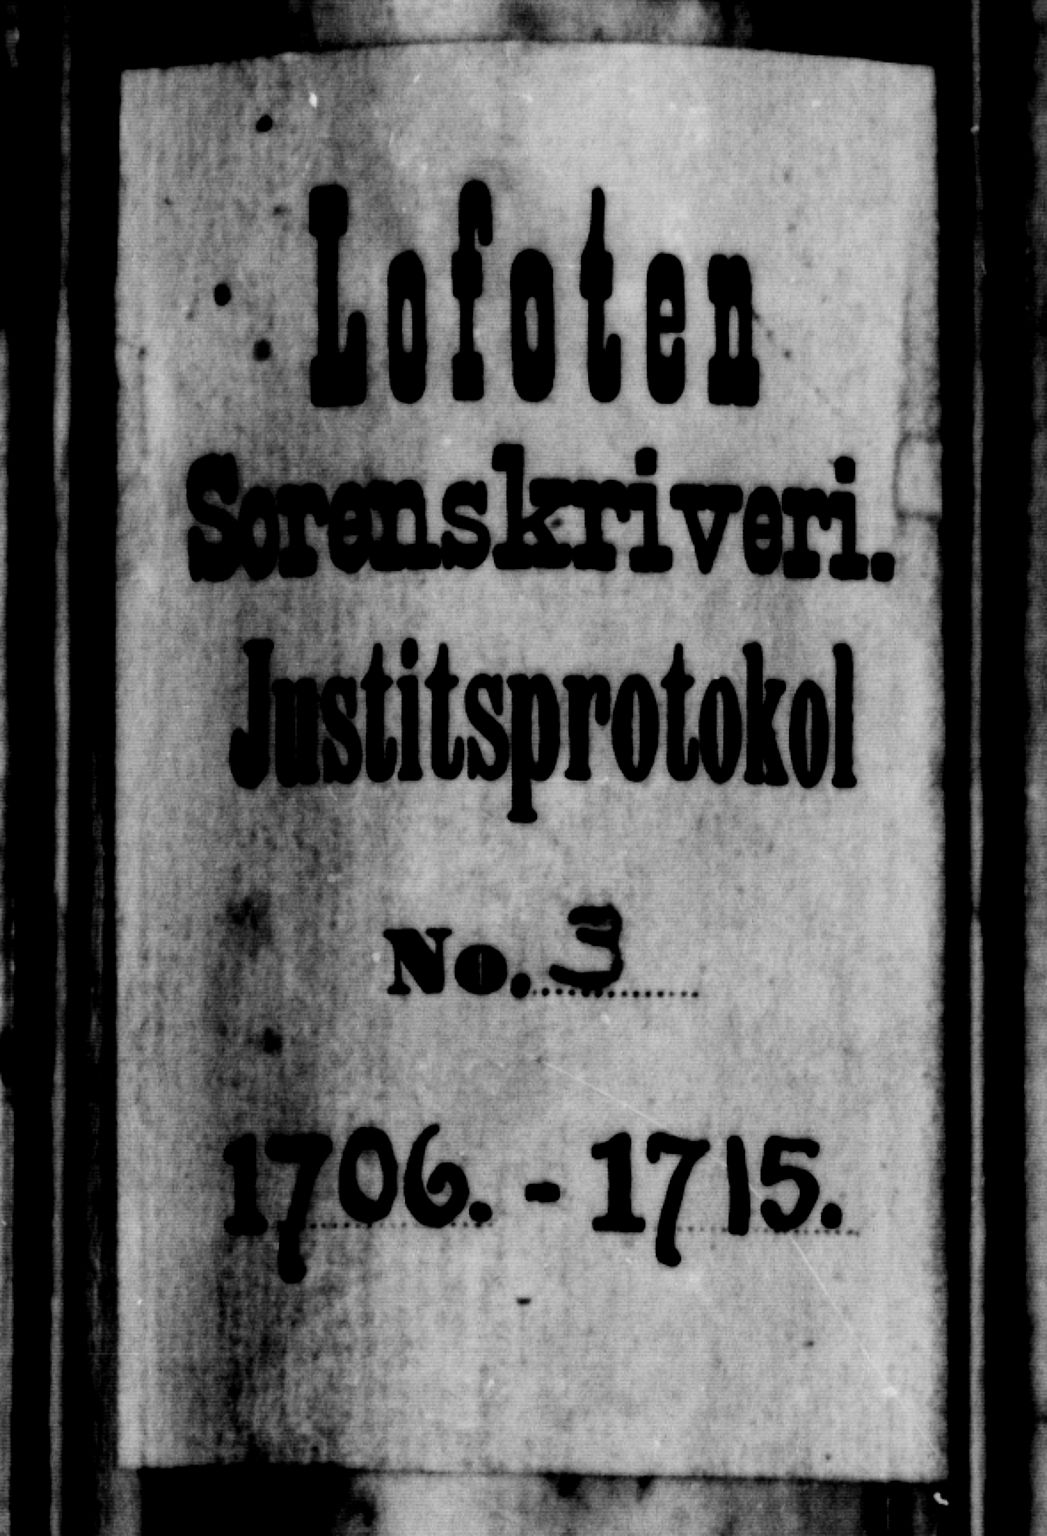 Lofoten
Sorenskriveri.
Justitsprotokol
No. 3
1706. - 1715.